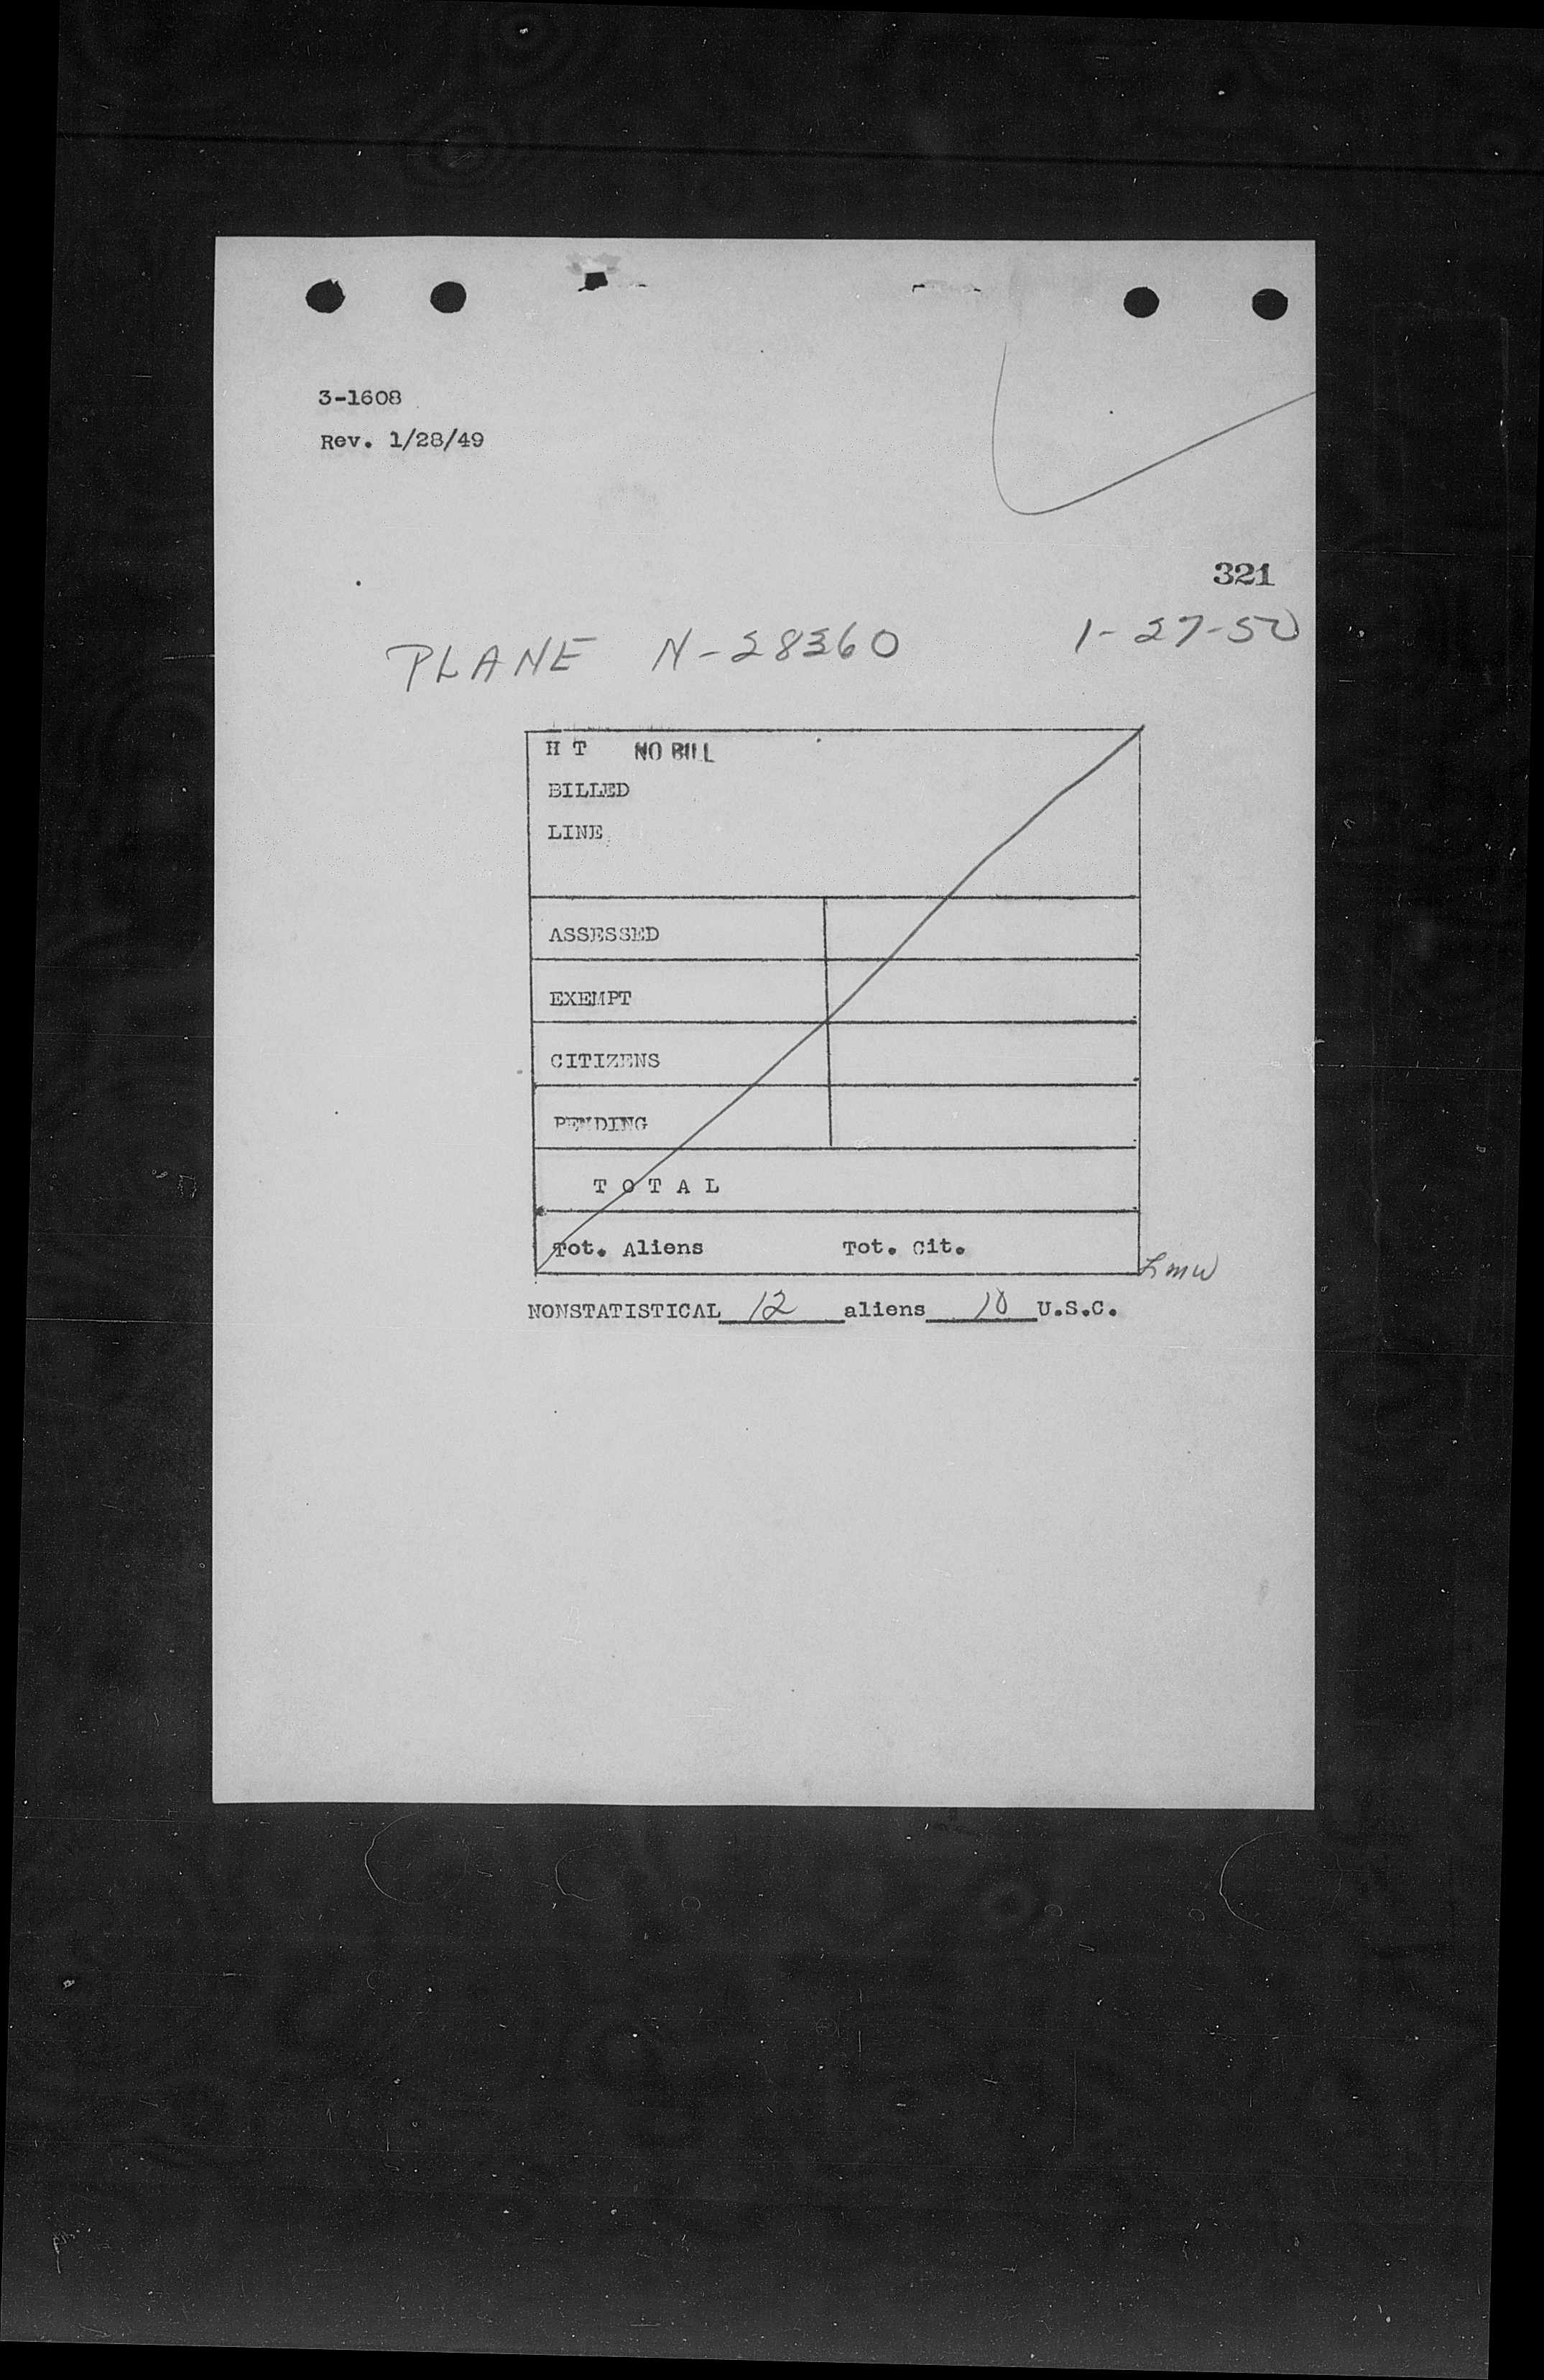 3-1608
Rev. 1/28/49
321
PLANE N-28360 1-27-50
H T NO BILL
BILLED
LINE
ASSESSED
EXEMPT
CITIZENS
PENDING
T O T A L
Tot. Aliens Tot. Cit.
NONSTATISTICAL 12 aliens 10 U.S.C.